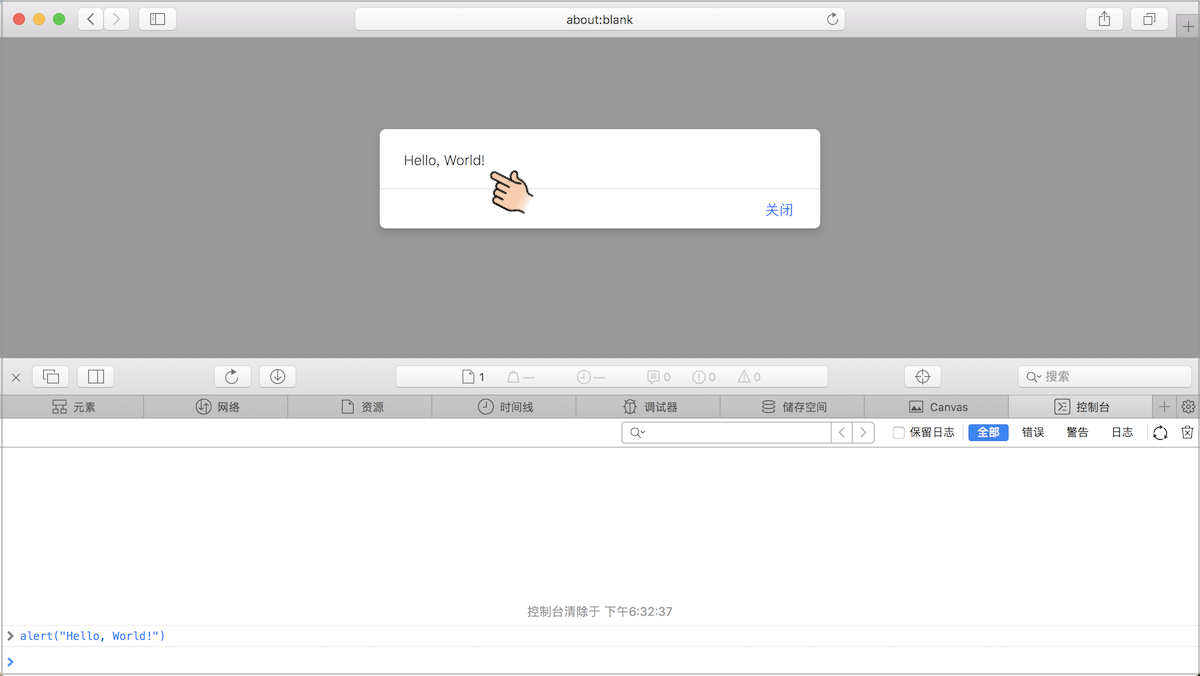 about:blank
Hello, World!
关闭
1 — — 0 0 0 搜索
元素 网络 资源 时间线 调试器 储存空间 Canvas 控制台
保留日志 全部 错误 警告 日志
控制台清除于 下午6:32:37
alert("Hello, World!")